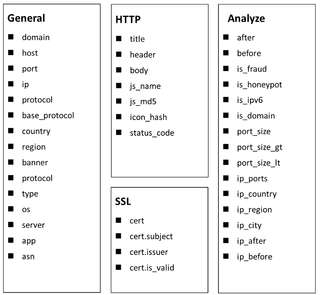 General
domain
host
port
ip
protocol
base_protocol
country
region
banner
protocol
type
os
server
app
asn
HTTP
title
header
body
js_name
js_md5
icon_hash
status_code
SSL
cert
cert.subject
cert.issuer
cert.is_valid
Analyze
after
before
is_fraud
is_honeypot
is_ipv6
is_domain
port_size
port_size_gt
port_size_lt
ip_ports
ip_country
ip_region
ip_city
ip_after
ip_before